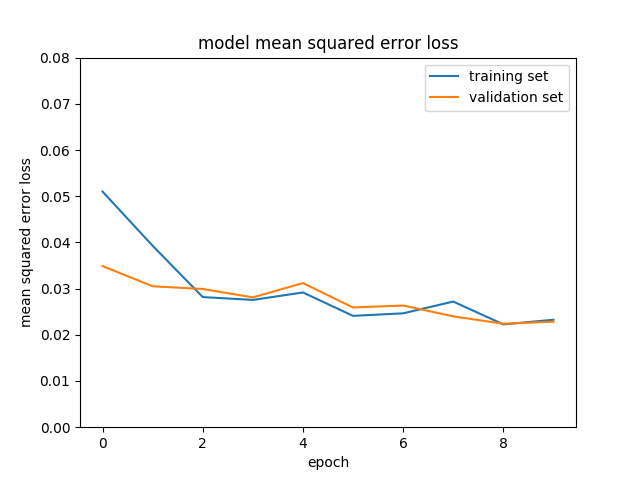 model mean squared error loss
training set
validation set
mean squared error loss
0.08
0.07
0.06
0.05
0.04
0.03
0.02
0.01
0.00
0 2 4 6 8
epoch